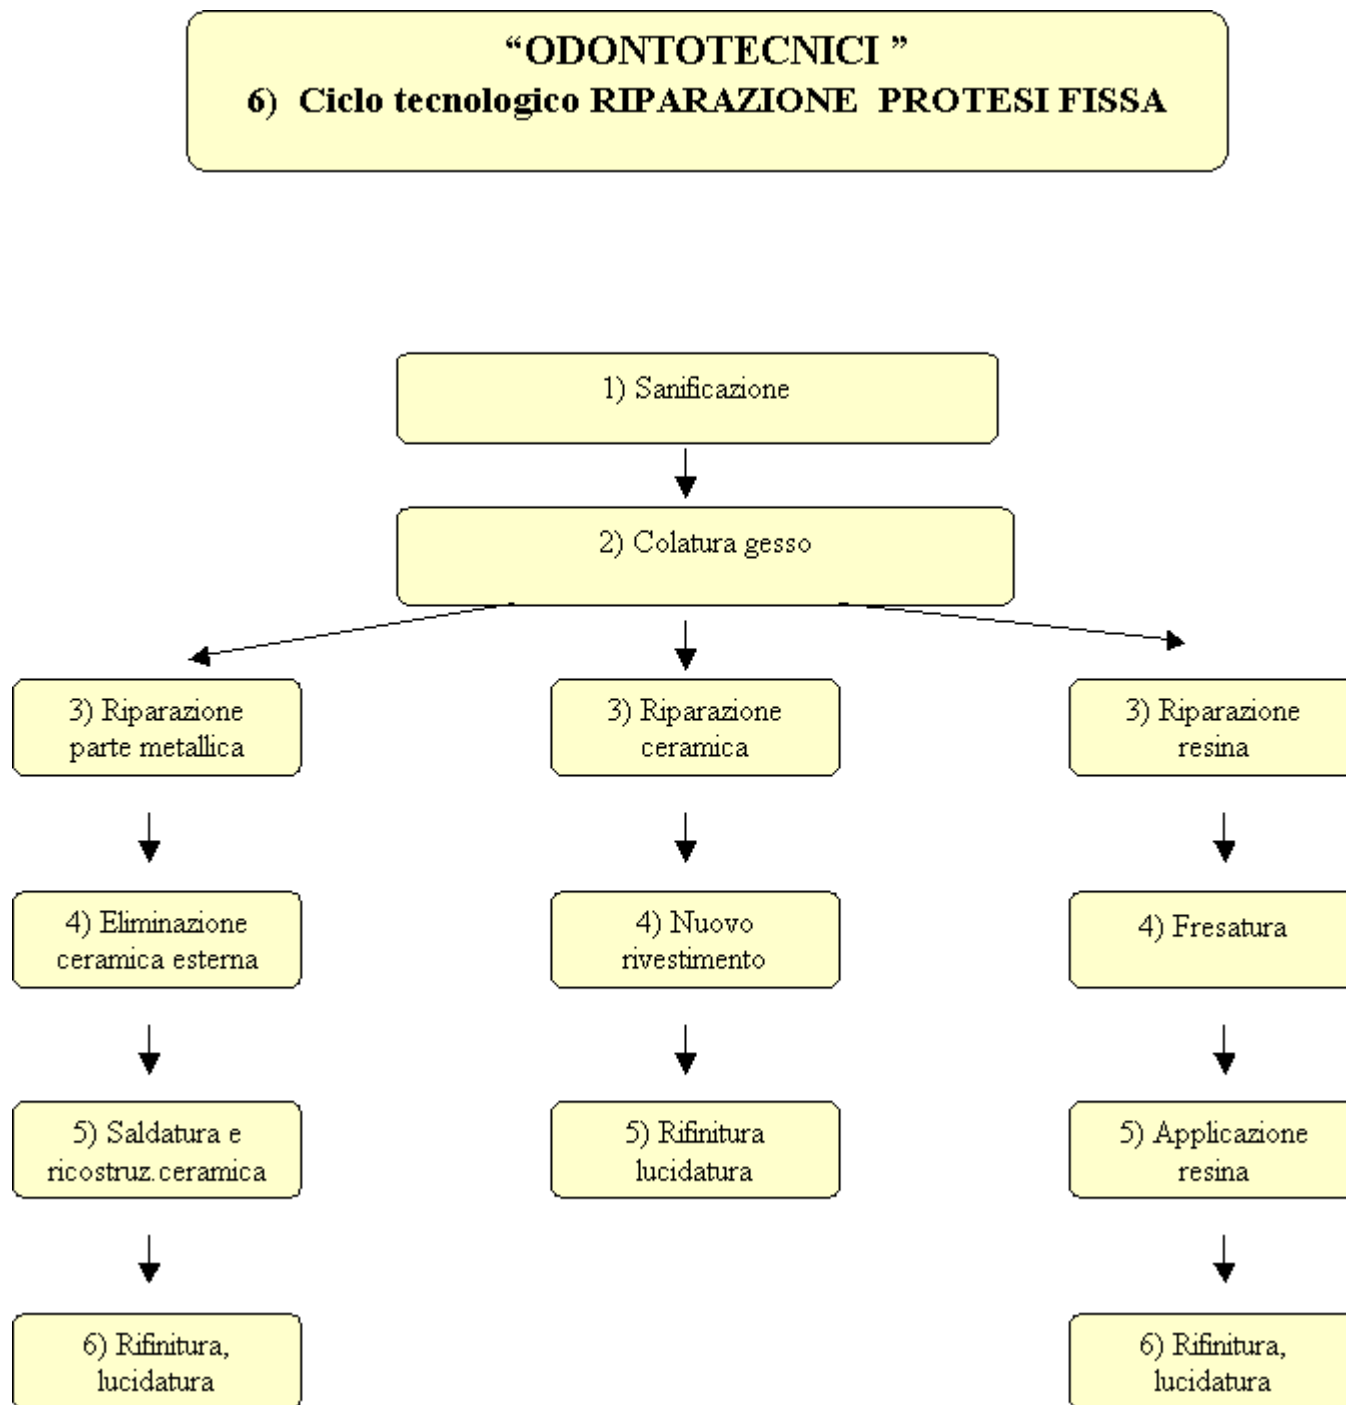 “ODONTOTECNICI ”
6) Ciclo tecnologico RIPARAZIONE PROTESI FISSA
1) Sanificazione
2) Colatura gesso
3) Riparazione
parte metallica
3) Riparazione
ceramica
3) Riparazione
resina
4) Eliminazione
ceramica esterna
4) Nuovo
rivestimento
4) Fresatura
5) Saldatura e
ricostruz.ceramica
5) Rifinitura
lucidatura
5) Applicazione
resina
6) Rifinitura,
lucidatura
6) Rifinitura,
lucidatura